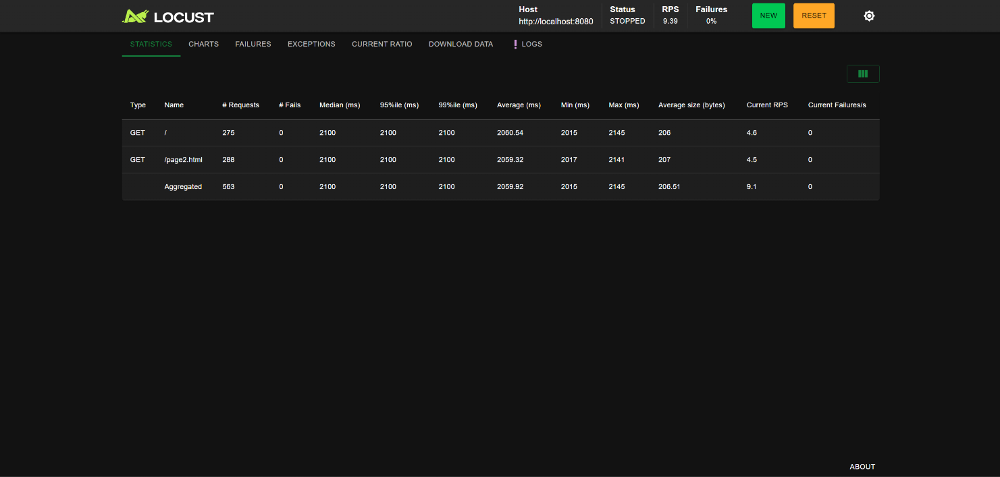 LOCUST
Host
http://localhost:8080
Status
STOPPED
RPS
9.39
Failures
0%
NEW
RESET
STATISTICS CHARTS FAILURES EXCEPTIONS CURRENT RATIO DOWNLOAD DATA LOGS
Type Name # Requests # Fails Median (ms) 95%ile (ms) 99%ile (ms) Average (ms) Min (ms) Max (ms) Average size (bytes) Current RPS Current Failures/s
GET / 275 0 2100 2100 2100 2060.54 2015 2145 206 4.6 0
GET /page2.html 288 0 2100 2100 2100 2059.32 2017 2141 207 4.5 0
Aggregated 563 0 2100 2100 2100 2059.92 2015 2145 206.51 9.1 0
ABOUT